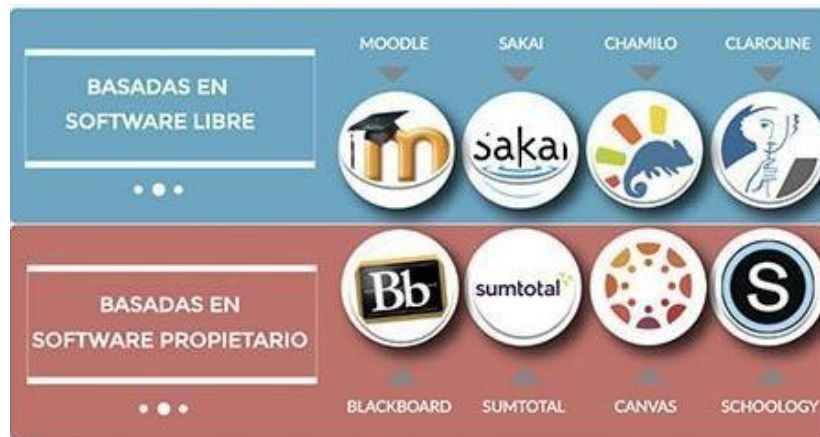 MOODLE SAKAI CHAMILO CLAROLINE
BASADAS EN
SOFTWARE LIBRE
m sakai
BASADAS EN
SOFTWARE PROPIETARIO
Bb sumtotal S
BLACKBOARD SUMTOTAL CANVAS SCHOOLOGY